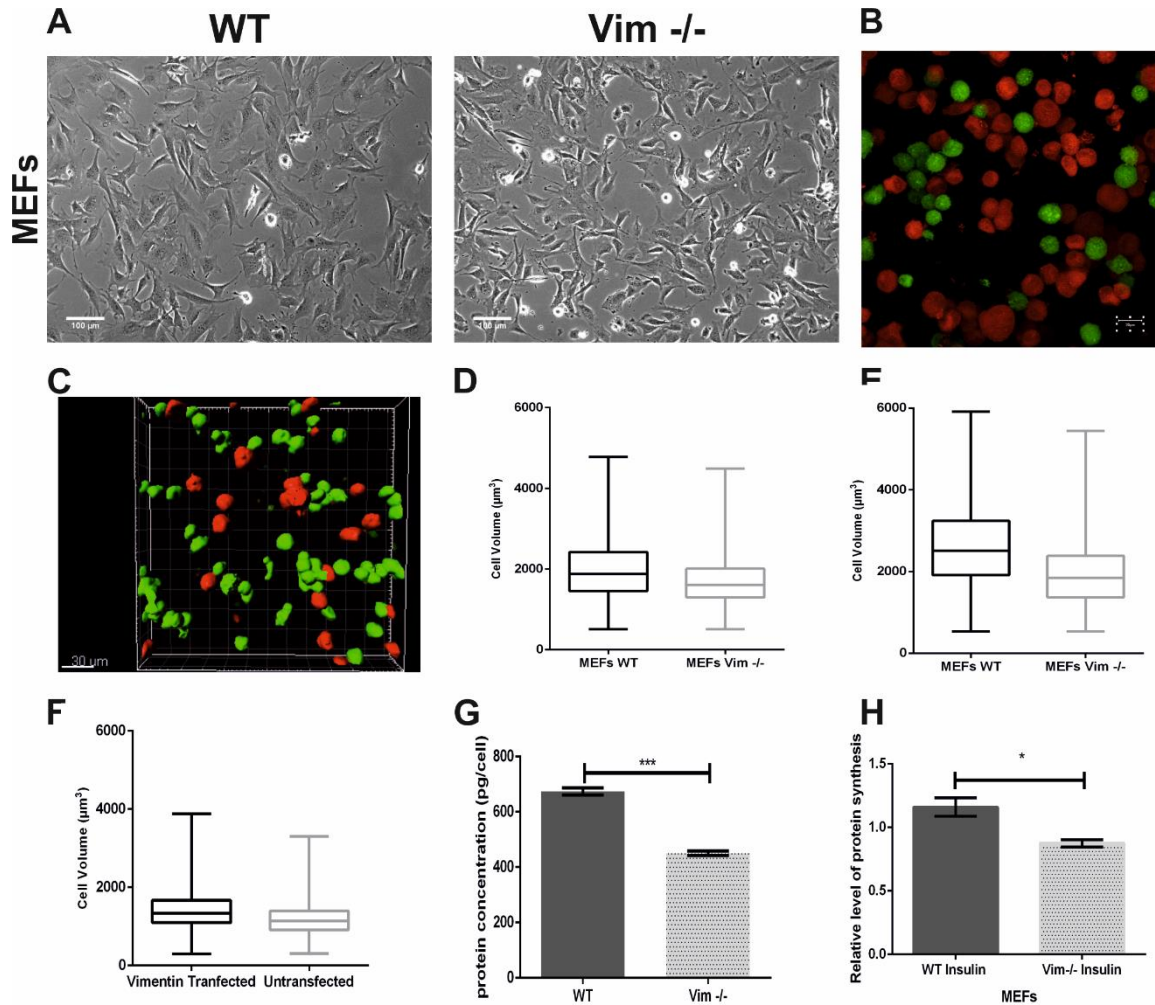 A
WT
Vim -/-
B
MEFs
100 µm
100 µm
C
30 µm
D
6000
4000
2000
0
Cell Volume (µm³)
MEFs WT
MEFs Vim -/-
E
6000
4000
2000
0
Cell Volume (µm³)
MEFs WT
MEFs Vim -/-
F
6000
4000
2000
0
Cell Volume (µm³)
Vimentin Tranfected
Untransfected
G
800
600
400
200
0
protein concentration (pg/cell)
***
WT
Vim -/-
H
1.5
1.0
0.5
0.0
Relative level of protein synthesis
*
WT Insulin
Vim-/- Insulin
MEFs